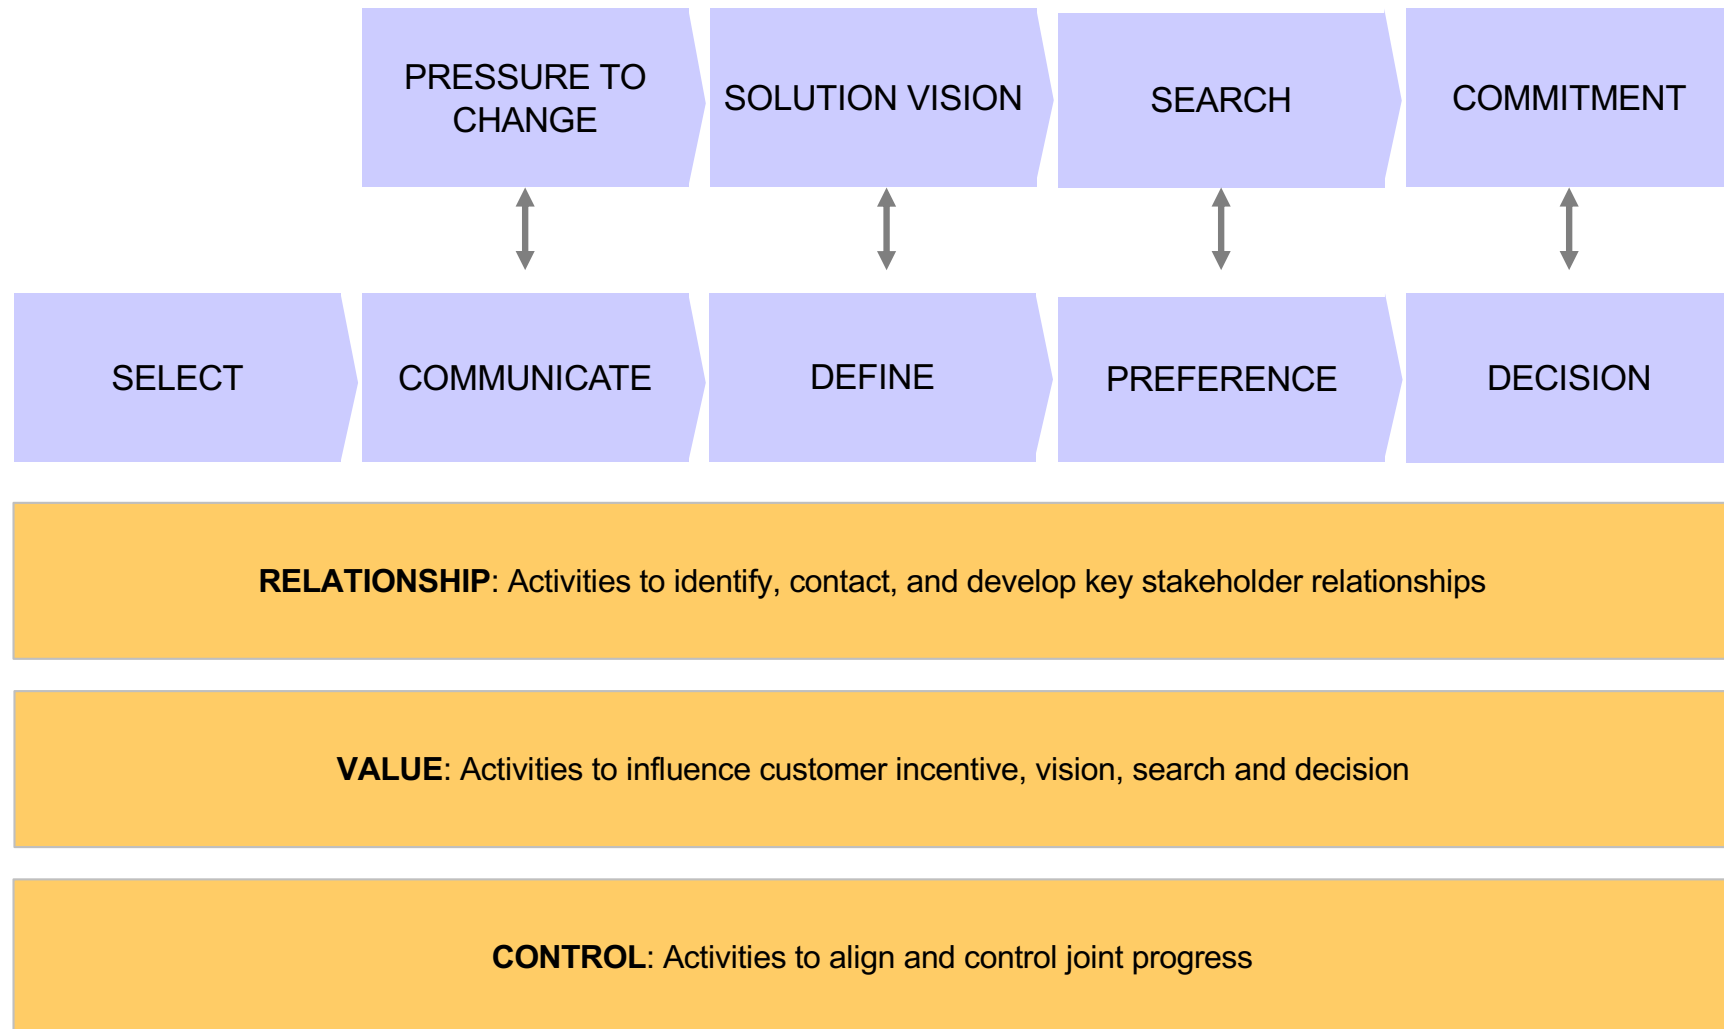 PRESSURE TO
CHANGE
SOLUTION VISION
SEARCH
COMMITMENT
SELECT
COMMUNICATE
DEFINE
PREFERENCE
DECISION
RELATIONSHIP: Activities to identify, contact, and develop key stakeholder relationships
VALUE: Activities to influence customer incentive, vision, search and decision
CONTROL: Activities to align and control joint progress